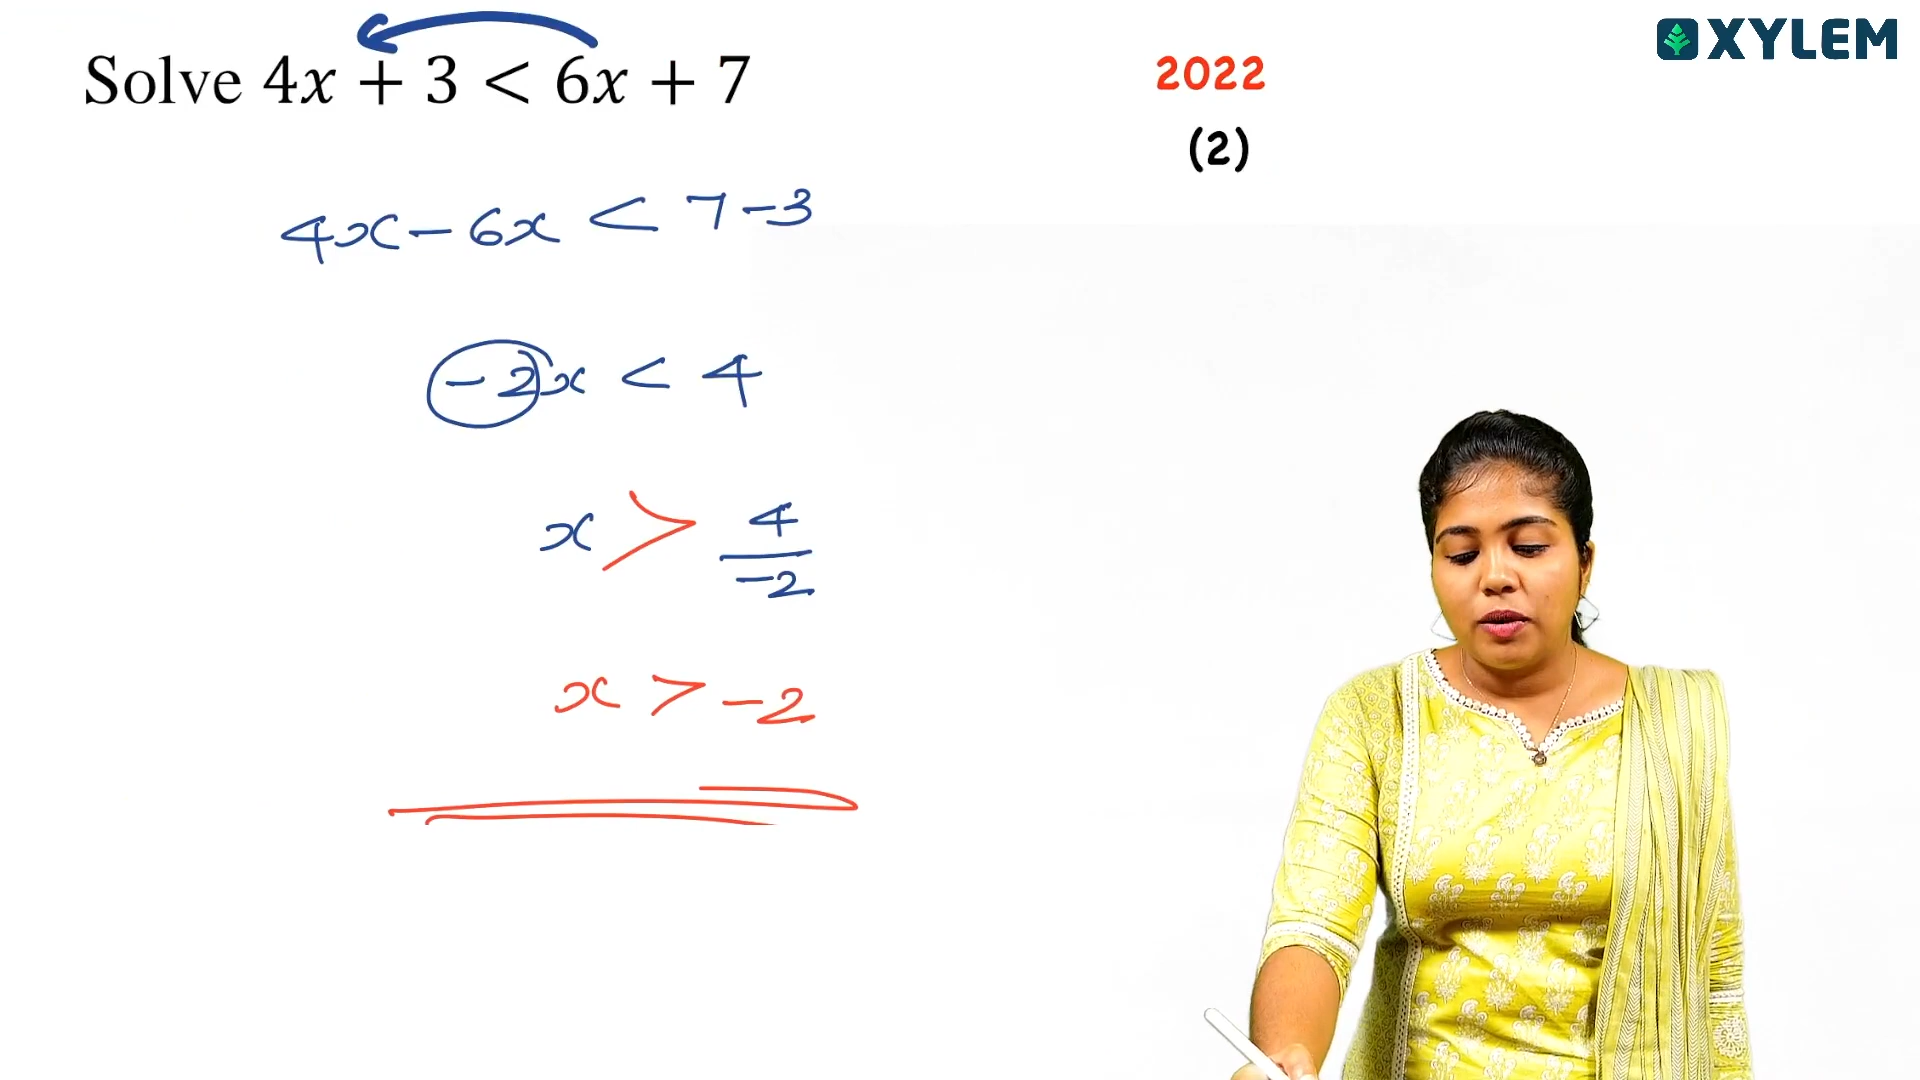 XYLEM
Solve 4x + 3 < 6x + 7
2022
(2)
4x - 6x < 7 - 3
-2x < 4
x > 4/-2
x > -2